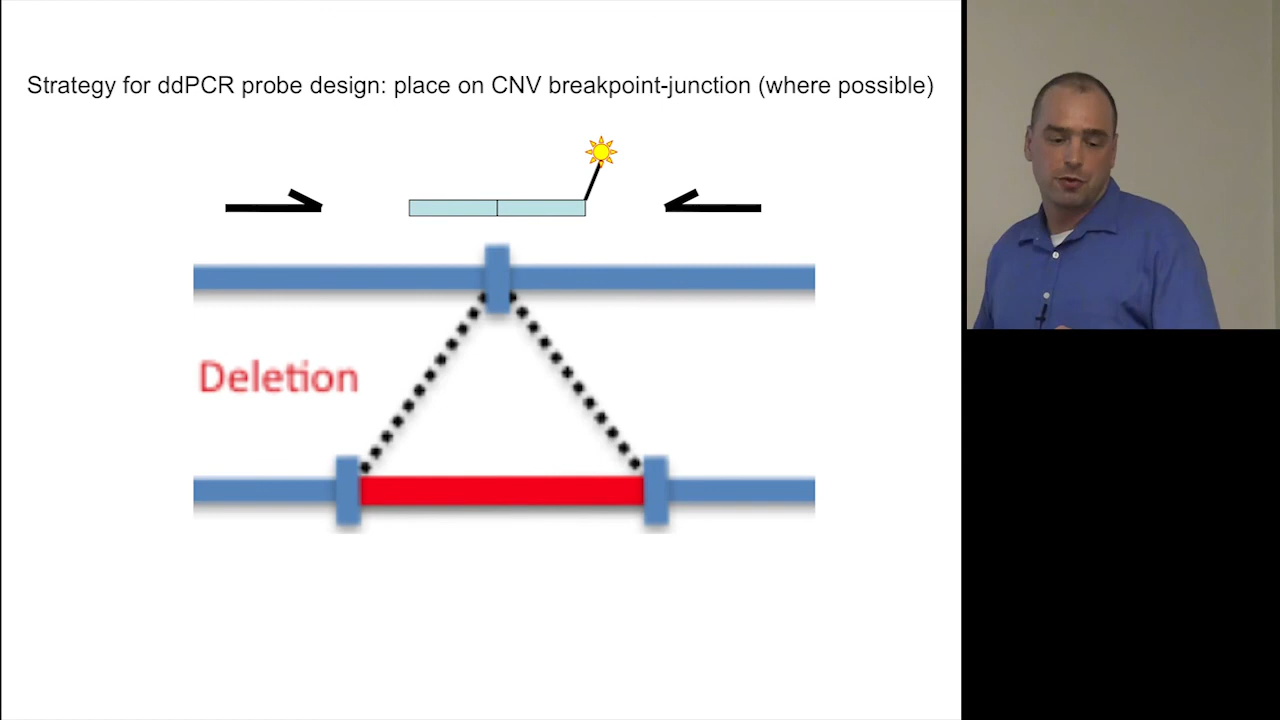 Strategy for ddPCR probe design: place on CNV breakpoint-junction (where possible)
Deletion